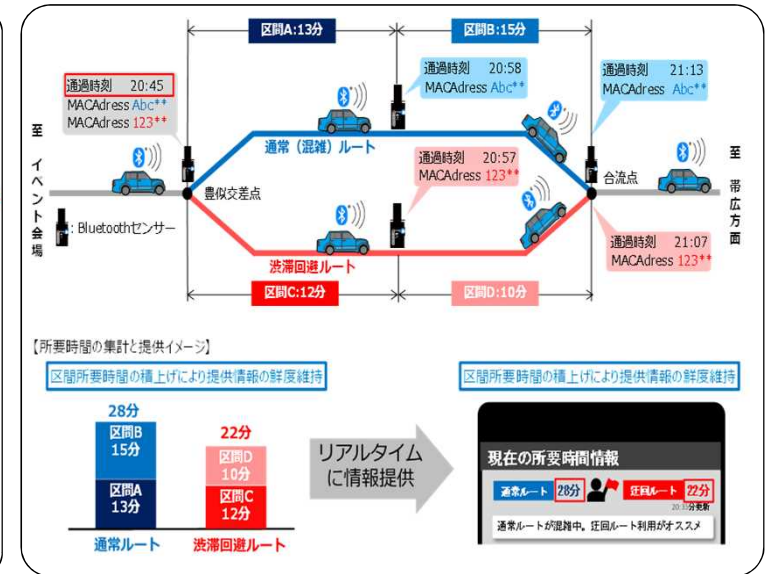 区間A:13分
区間B:15分
通過時刻 20:45
MACAdress Abc**
MACAdress 123**
通過時刻 20:58
MACAdress Abc**
通過時刻 21:13
MACAdress Abc**
至 イベント会場
通常（混雑）ルート
通過時刻 20:57
MACAdress 123**
豊似交差点
合流点
至 帯広方面
: Bluetoothセンサー
渋滞回避ルート
通過時刻 21:07
MACAdress 123**
区間C:12分
区間D:10分
【所要時間の集計と提供イメージ】
区間所要時間の積上げにより提供情報の鮮度維持
区間所要時間の積上げにより提供情報の鮮度維持
28分
区間B
15分
区間A
13分
通常ルート
22分
区間D
10分
区間C
12分
渋滞回避ルート
リアルタイム
に情報提供
現在の所要時間情報
通常ルート 28分
迂回ルート 22分
分更新
通常ルートが混雑中。迂回ルート利用がオススメ